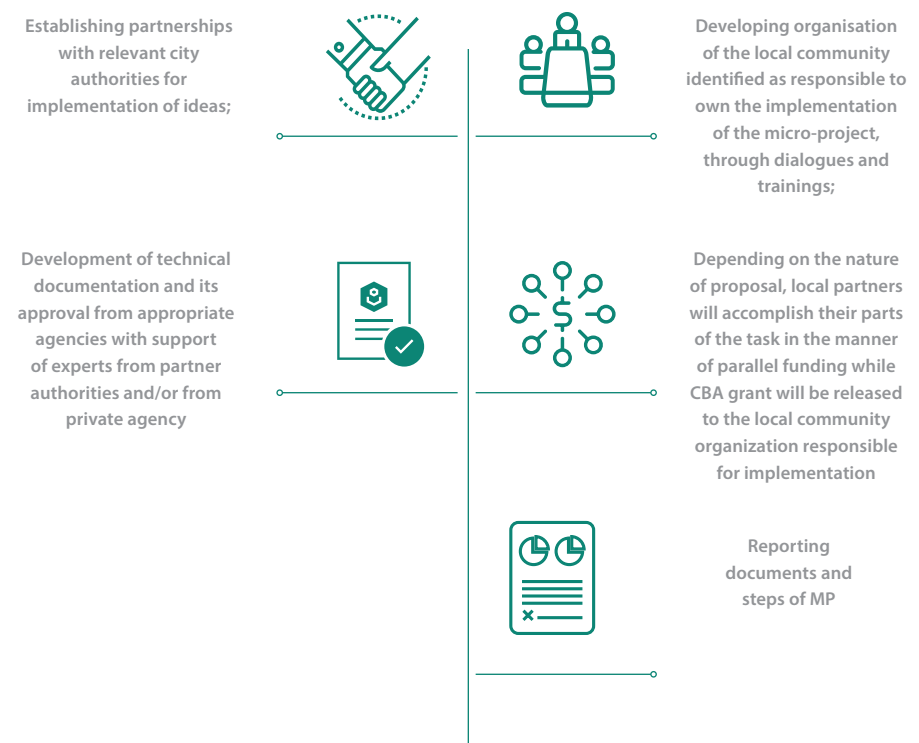 Establishing partnerships
with relevant city
authorities for
implementation of ideas;
Developing organisation
of the local community
identified as responsible to
own the implementation
of the micro-project,
through dialogues and
trainings;
Development of technical
documentation and its
approval from appropriate
agencies with support
of experts from partner
authorities and/or from
private agency
Depending on the nature
of proposal, local partners
will accomplish their parts
of the task in the manner
of parallel funding while
CBA grant will be released
to the local community
organization responsible
for implementation
Reporting
documents and
steps of MP